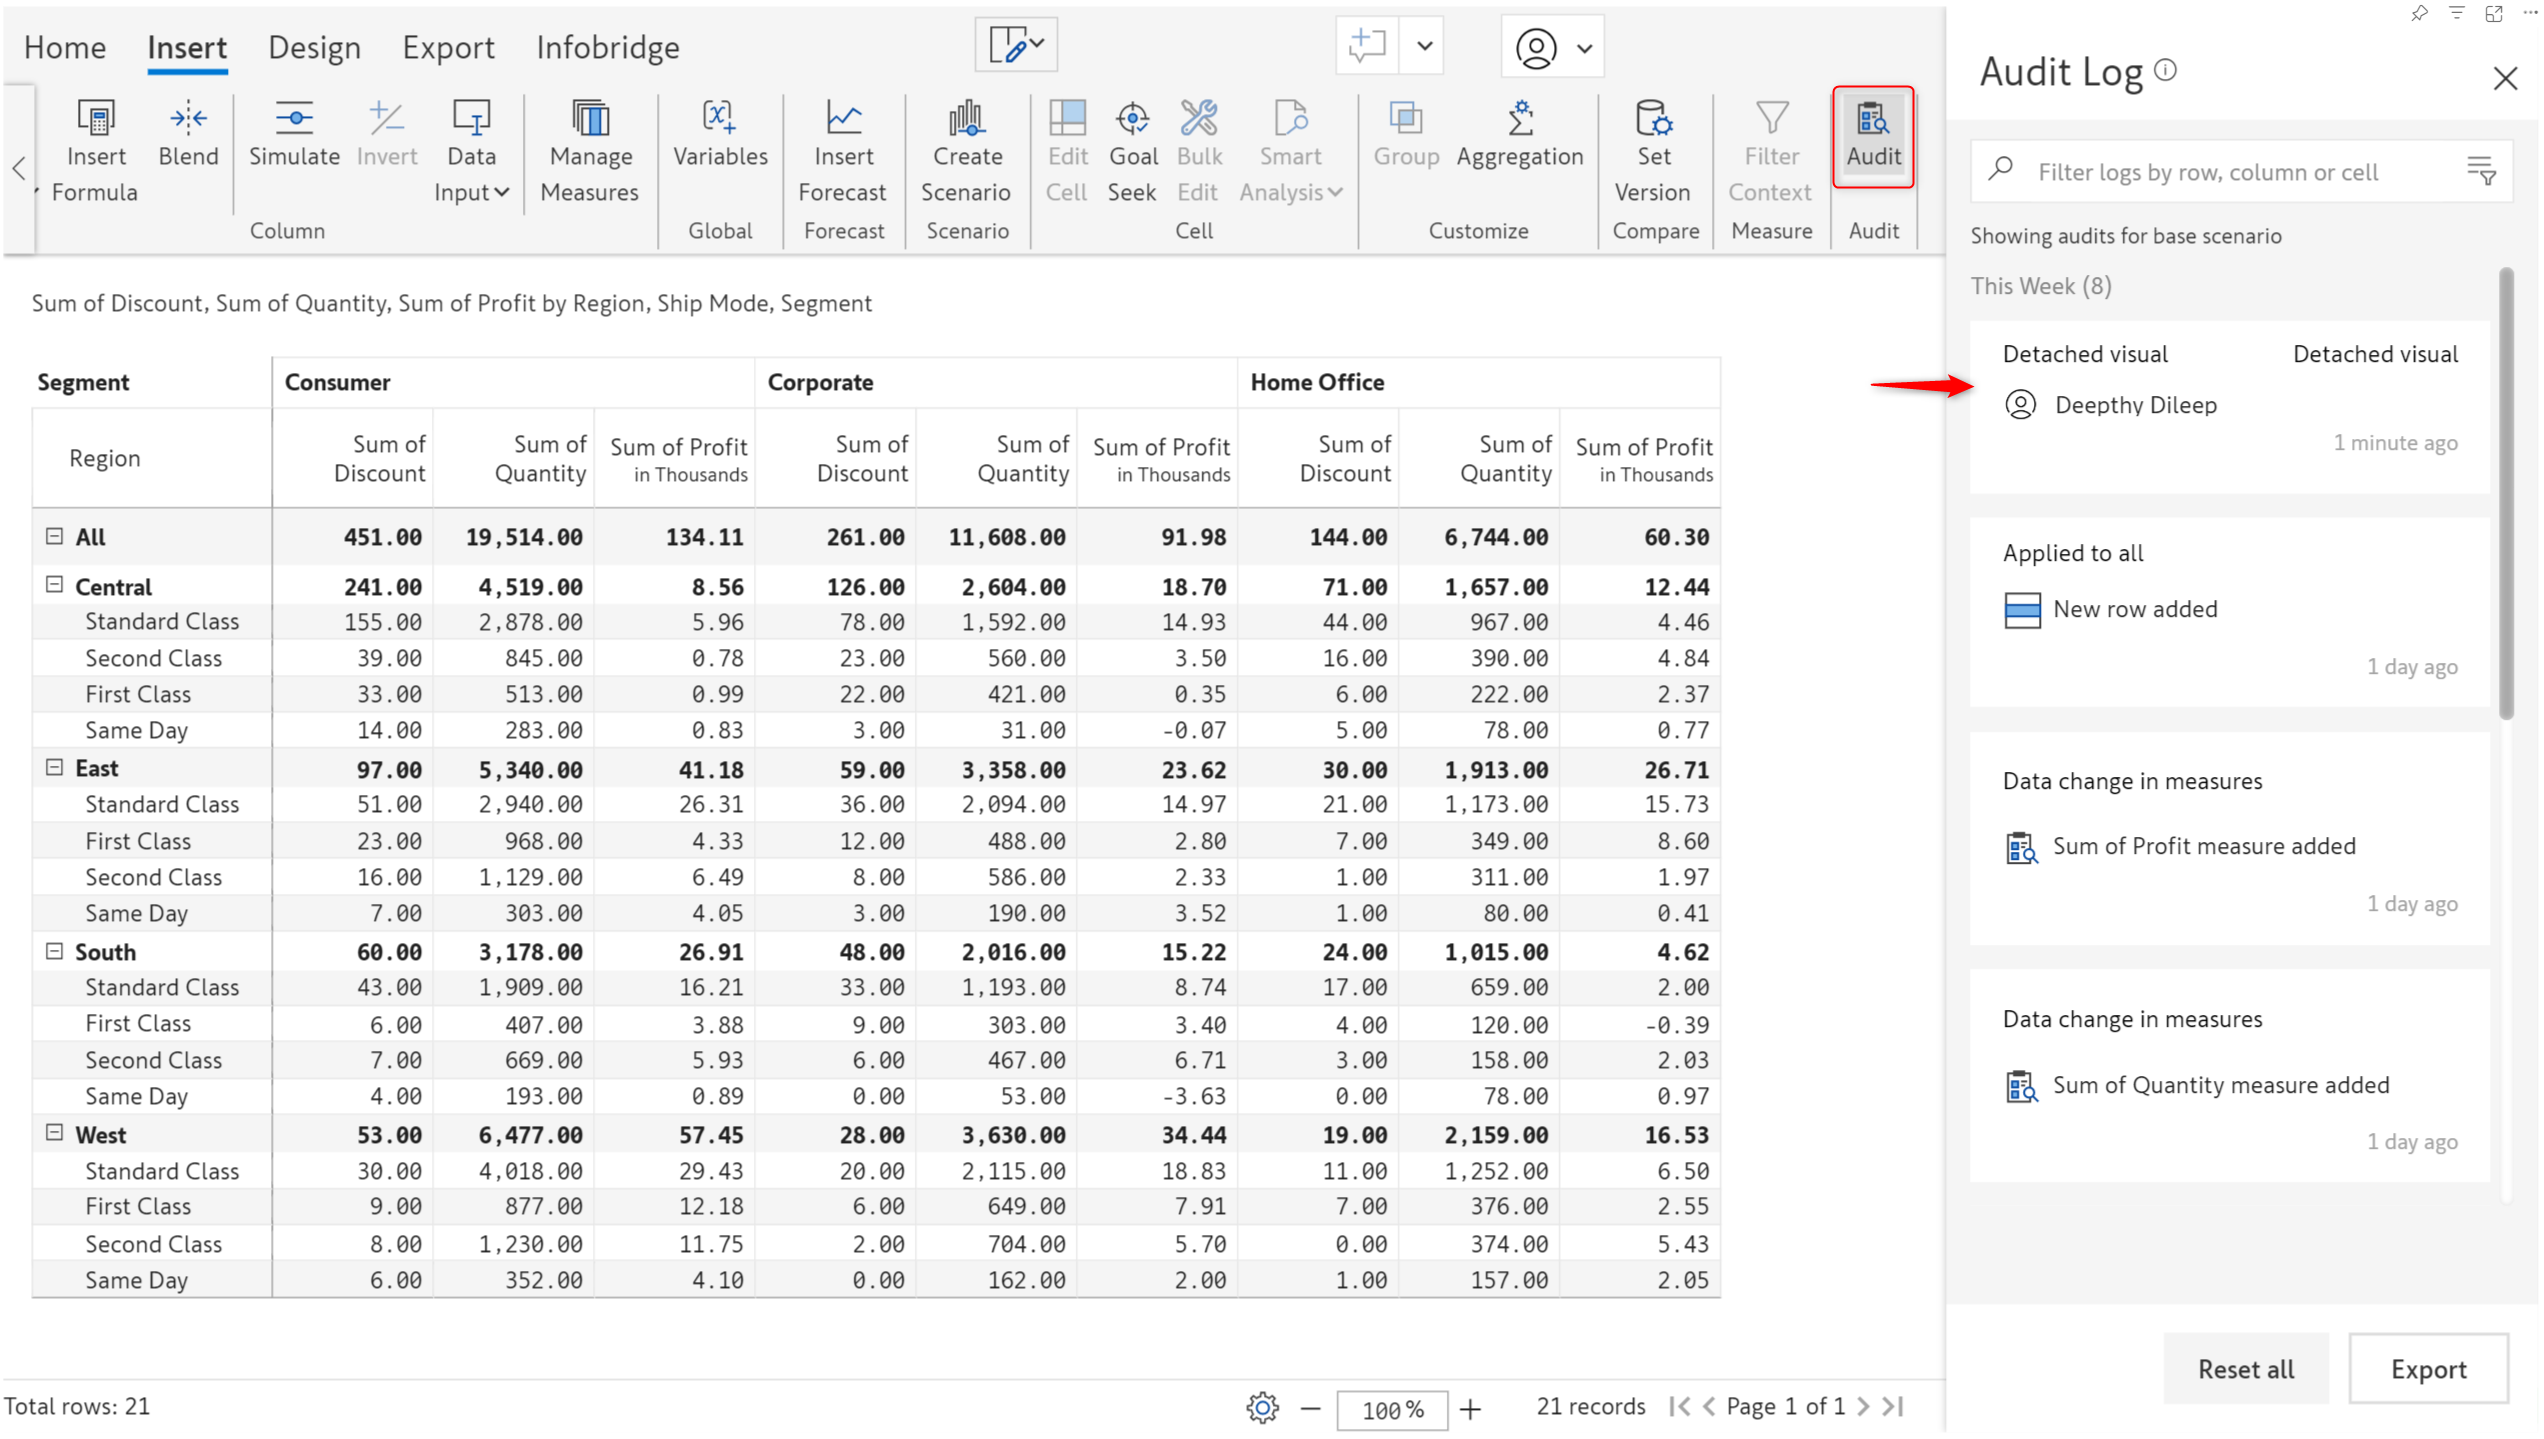 Home Insert Design Export Infobridge
Insert Formula
Blend
Simulate
Invert
Data Input
Column
Manage Measures
Variables
Global
Insert Forecast
Forecast
Create Scenario
Scenario
Edit Cell
Goal Seek
Bulk Edit
Smart Analysis
Cell
Group
Aggregation
Customize
Set Version
Compare
Filter Context
Measure
Audit
Audit
Sum of Discount, Sum of Quantity, Sum of Profit by Region, Ship Mode, Segment
Segment Consumer Corporate Home Office
Region Sum of Discount Sum of Quantity Sum of Profit in Thousands Sum of Discount Sum of Quantity Sum of Profit in Thousands Sum of Discount Sum of Quantity Sum of Profit in Thousands
All 451.00 19,514.00 134.11 261.00 11,608.00 91.98 144.00 6,744.00 60.30
Central 241.00 4,519.00 8.56 126.00 2,604.00 18.70 71.00 1,657.00 12.44
Standard Class 155.00 2,878.00 5.96 78.00 1,592.00 14.93 44.00 967.00 4.46
Second Class 39.00 845.00 0.78 23.00 560.00 3.50 16.00 390.00 4.84
First Class 33.00 513.00 0.99 22.00 421.00 0.35 6.00 222.00 2.37
Same Day 14.00 283.00 0.83 3.00 31.00 -0.07 5.00 78.00 0.77
East 97.00 5,340.00 41.18 59.00 3,358.00 23.62 30.00 1,913.00 26.71
Standard Class 51.00 2,940.00 26.31 36.00 2,094.00 14.97 21.00 1,173.00 15.73
First Class 23.00 968.00 4.33 12.00 488.00 2.80 7.00 349.00 8.60
Second Class 16.00 1,129.00 6.49 8.00 586.00 2.33 1.00 311.00 1.97
Same Day 7.00 303.00 4.05 3.00 190.00 3.52 1.00 80.00 0.41
South 60.00 3,178.00 26.91 48.00 2,016.00 15.22 24.00 1,015.00 4.62
Standard Class 43.00 1,909.00 16.21 33.00 1,193.00 8.74 17.00 659.00 2.00
First Class 6.00 407.00 3.88 9.00 303.00 3.40 4.00 120.00 -0.39
Second Class 7.00 669.00 5.93 6.00 467.00 6.71 3.00 158.00 2.03
Same Day 4.00 193.00 0.89 0.00 53.00 -3.63 0.00 78.00 0.97
West 53.00 6,477.00 57.45 28.00 3,630.00 34.44 19.00 2,159.00 16.53
Standard Class 30.00 4,018.00 29.43 20.00 2,115.00 18.83 11.00 1,252.00 6.50
First Class 9.00 877.00 12.18 6.00 649.00 7.91 7.00 376.00 2.55
Second Class 8.00 1,230.00 11.75 2.00 704.00 5.70 0.00 374.00 5.43
Same Day 6.00 352.00 4.10 0.00 162.00 2.00 1.00 157.00 2.05
Total rows: 21
100%
21 records
Page 1 of 1
Audit Log
Filter logs by row, column or cell
Showing audits for base scenario
This Week (8)
Detached visual Detached visual
Deepthy Dileep
1 minute ago
Applied to all
New row added
1 day ago
Data change in measures
Sum of Profit measure added
1 day ago
Data change in measures
Sum of Quantity measure added
1 day ago
Reset all
Export